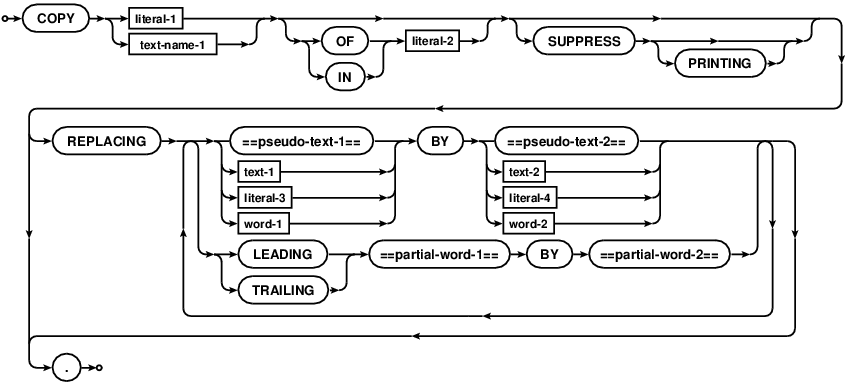 COPY literal-1
text-name-1
OF literal-2
IN
SUPPRESS
PRINTING
REPLACING ==pseudo-text-1== BY ==pseudo-text-2==
text-1 text-2
literal-3 literal-4
word-1 word-2
LEADING ==partial-word-1== BY ==partial-word-2==
TRAILING
.